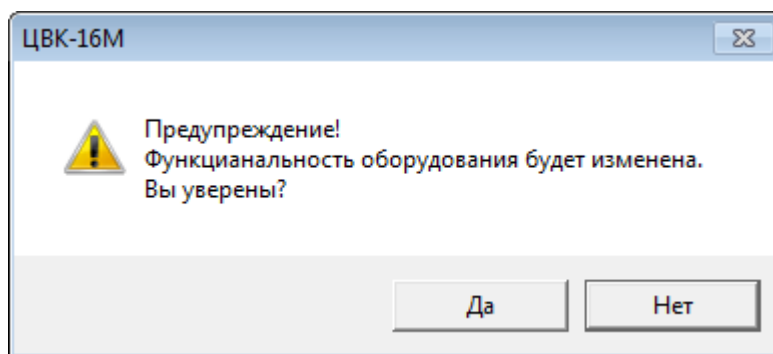 ЦВК-16М
Предупреждение!
Функцианальность оборудования будет изменена.
Вы уверены?
Да
Нет